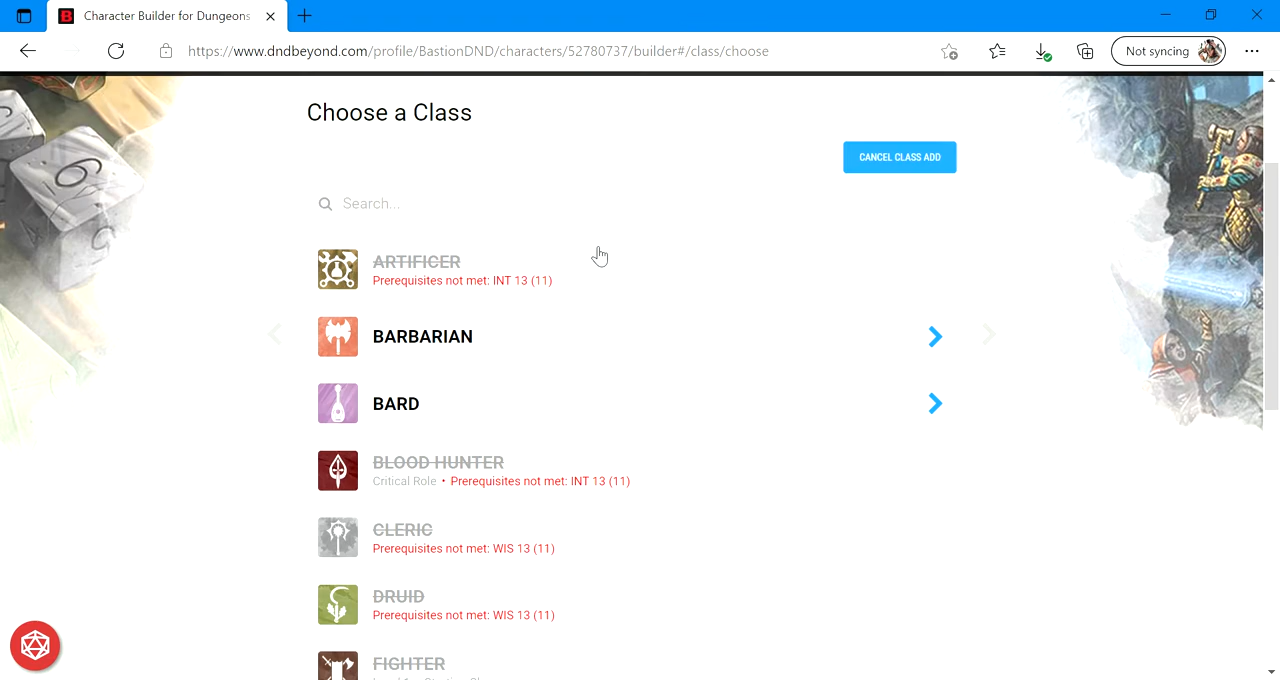 Character Builder for Dungeons
https://www.dndbeyond.com/profile/BastionDND/characters/52780737/builder#/class/choose
Not syncing
Choose a Class
CANCEL CLASS ADD
Search...
ARTIFICER
Prerequisites not met: INT 13 (11)
BARBARIAN
BARD
BLOOD HUNTER
Critical Role • Prerequisites not met: INT 13 (11)
CLERIC
Prerequisites not met: WIS 13 (11)
DRUID
Prerequisites not met: WIS 13 (11)
FIGHTER